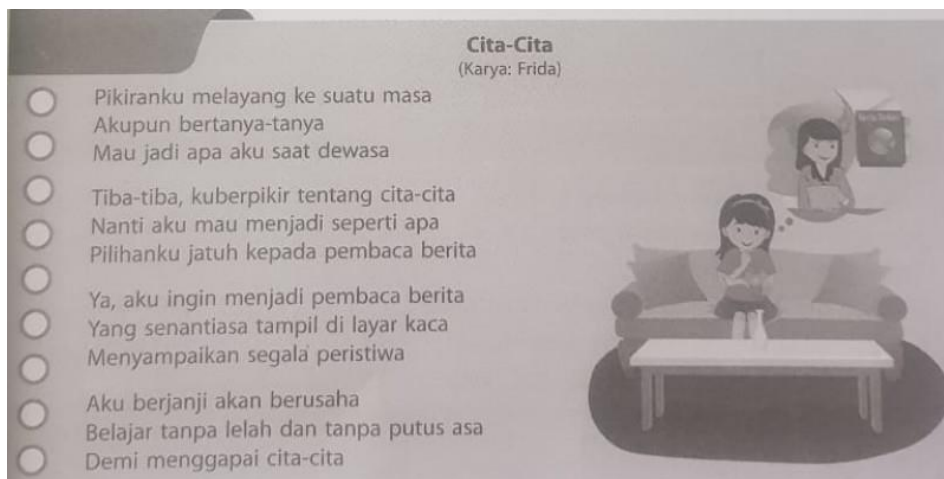 Cita-Cita
(Karya: Frida)
Pikiranku melayang ke suatu masa
Akupun bertanya-tanya
Mau jadi apa aku saat dewasa
Tiba-tiba, kuberpikir tentang cita-cita
Nanti aku mau menjadi seperti apa
Pilihanku jatuh kepada pembaca berita
Ya, aku ingin menjadi pembaca berita
Yang senantiasa tampil di layar kaca
Menyampaikan segala peristiwa
Aku berjanji akan berusaha
Belajar tanpa lelah dan tanpa putus asa
Demi menggapai cita-cita